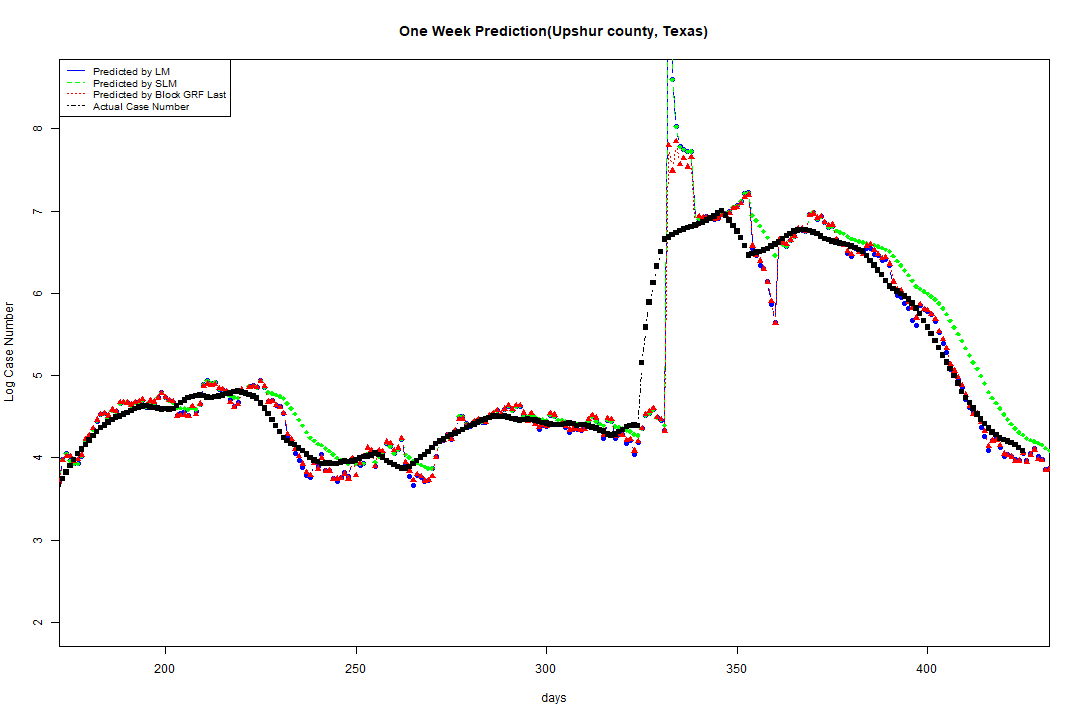 One Week Prediction(Upshur county, Texas)
Predicted by LM
Predicted by SLM
Predicted by Block GRF Last
Actual Case Number
8
7
6
5
4
3
2
Log Case Number
200 250 300 350 400
days